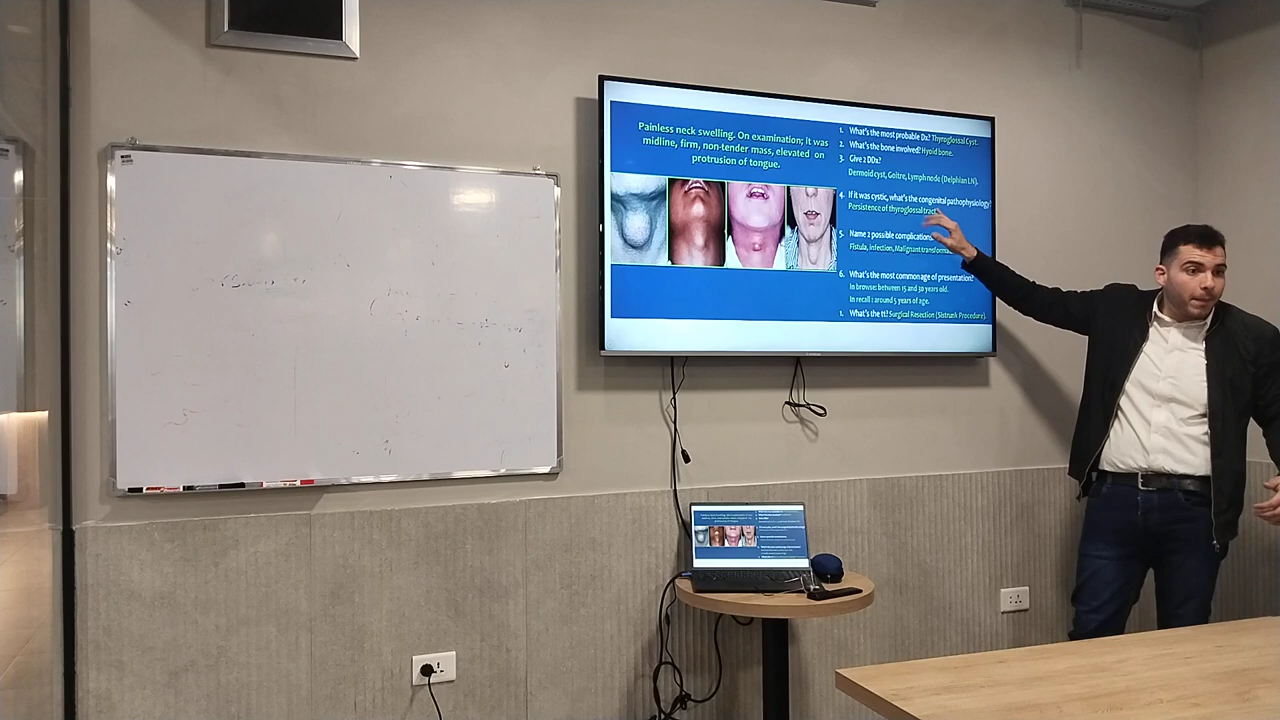 Painless neck swelling. On examination; it was
midline, firm, non-tender mass, elevated on
protrusion of tongue.
1. What's the most probable Dx? Thyroglossal Cyst.
2. What's the bone involved? Hyoid bone.
3. Give 2 DDx?
Dermoid cyst, Goitre, Lymph node (Delphian LN).
4. If it was cystic, what's the congenital pathophysiology?
Persistence of thyroglossal tract
5. Name 2 possible complications
Fistula, infection, Malignant transforma
6. What's the most common age of presentation?
In browse: between 15 and 30 years old.
In recall : around 5 years of age.
1. What's the tt? Surgical Resection (Sistrunk Procedure).